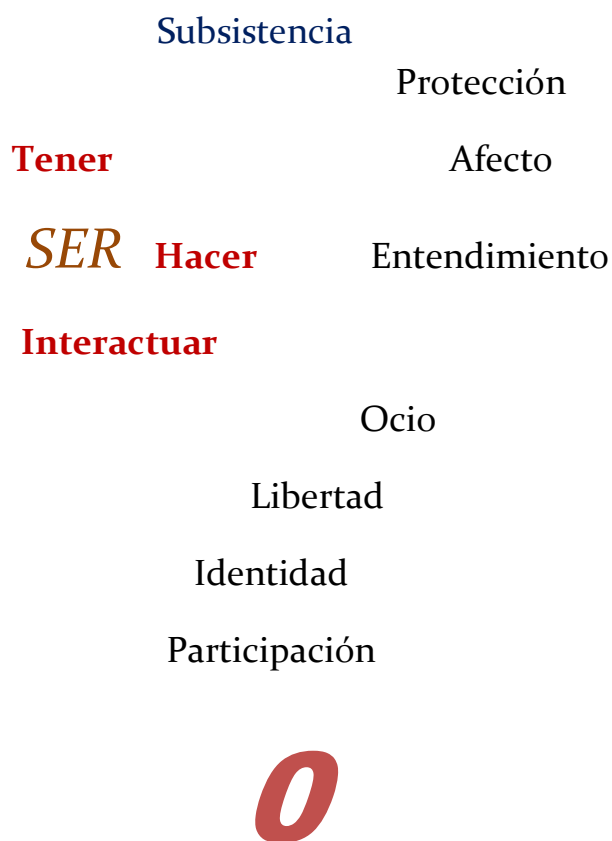 Subsistencia
Protección
Tener Afecto
SER Hacer Entendimiento
Interactuar
Ocio
Libertad
Identidad
Participación
0